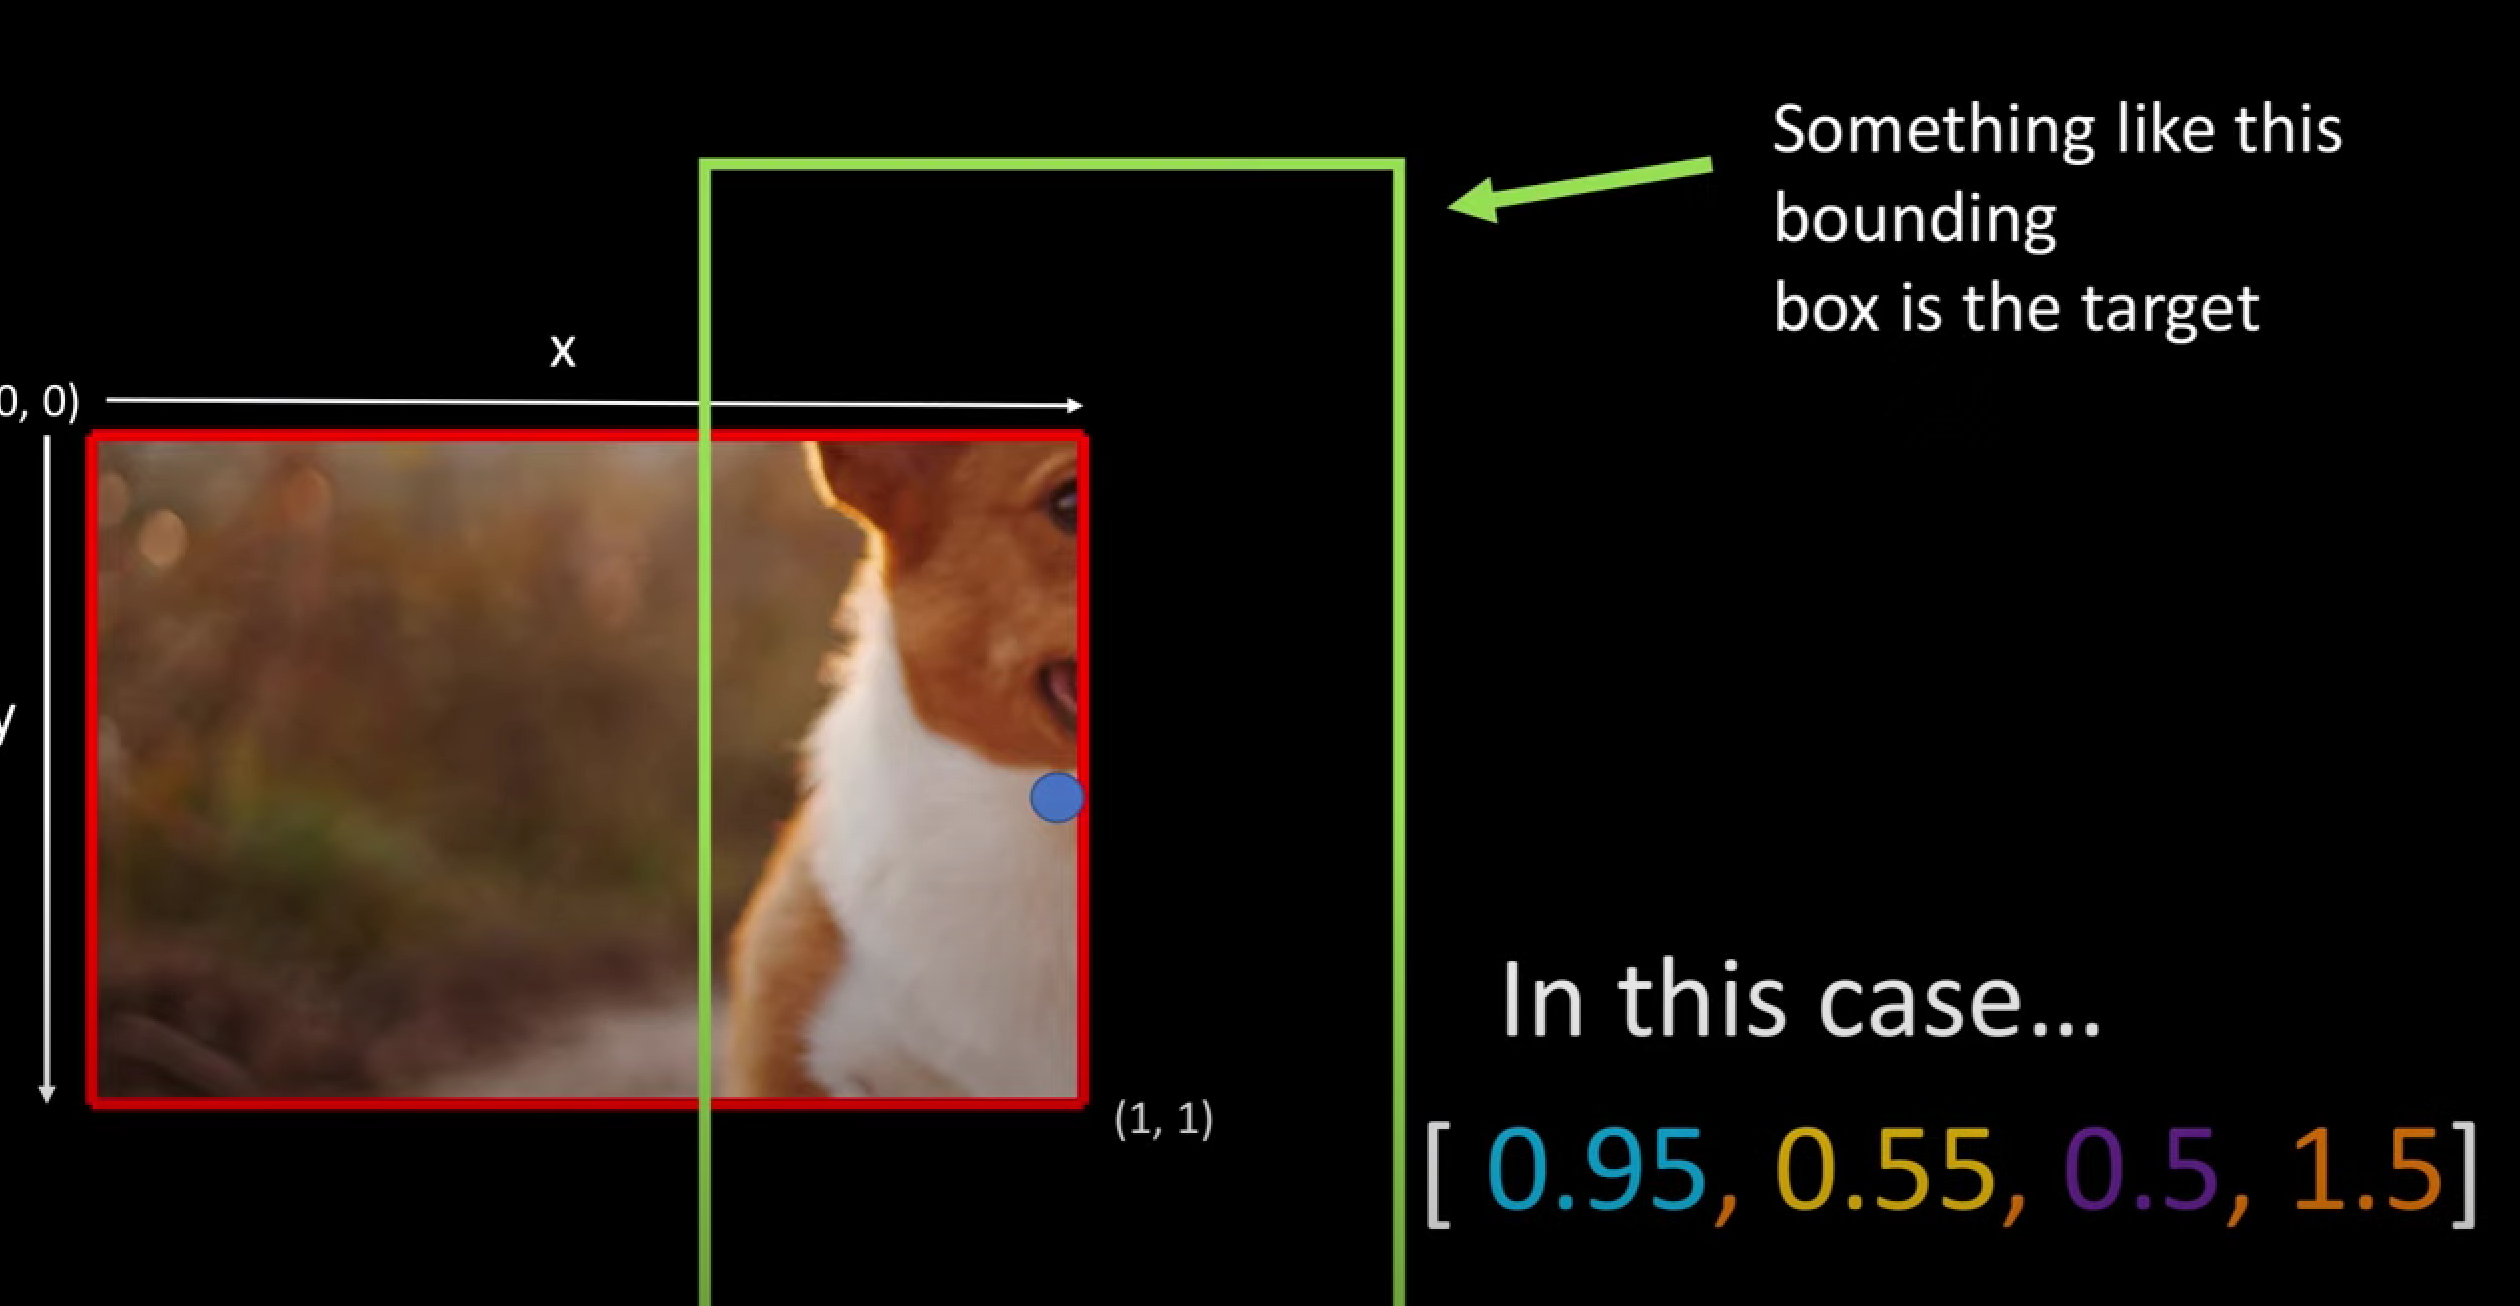 Something like this
bounding
box is the target
x
0, 0)
y
(1, 1)
In this case...
[ 0.95, 0.55, 0.5, 1.5]